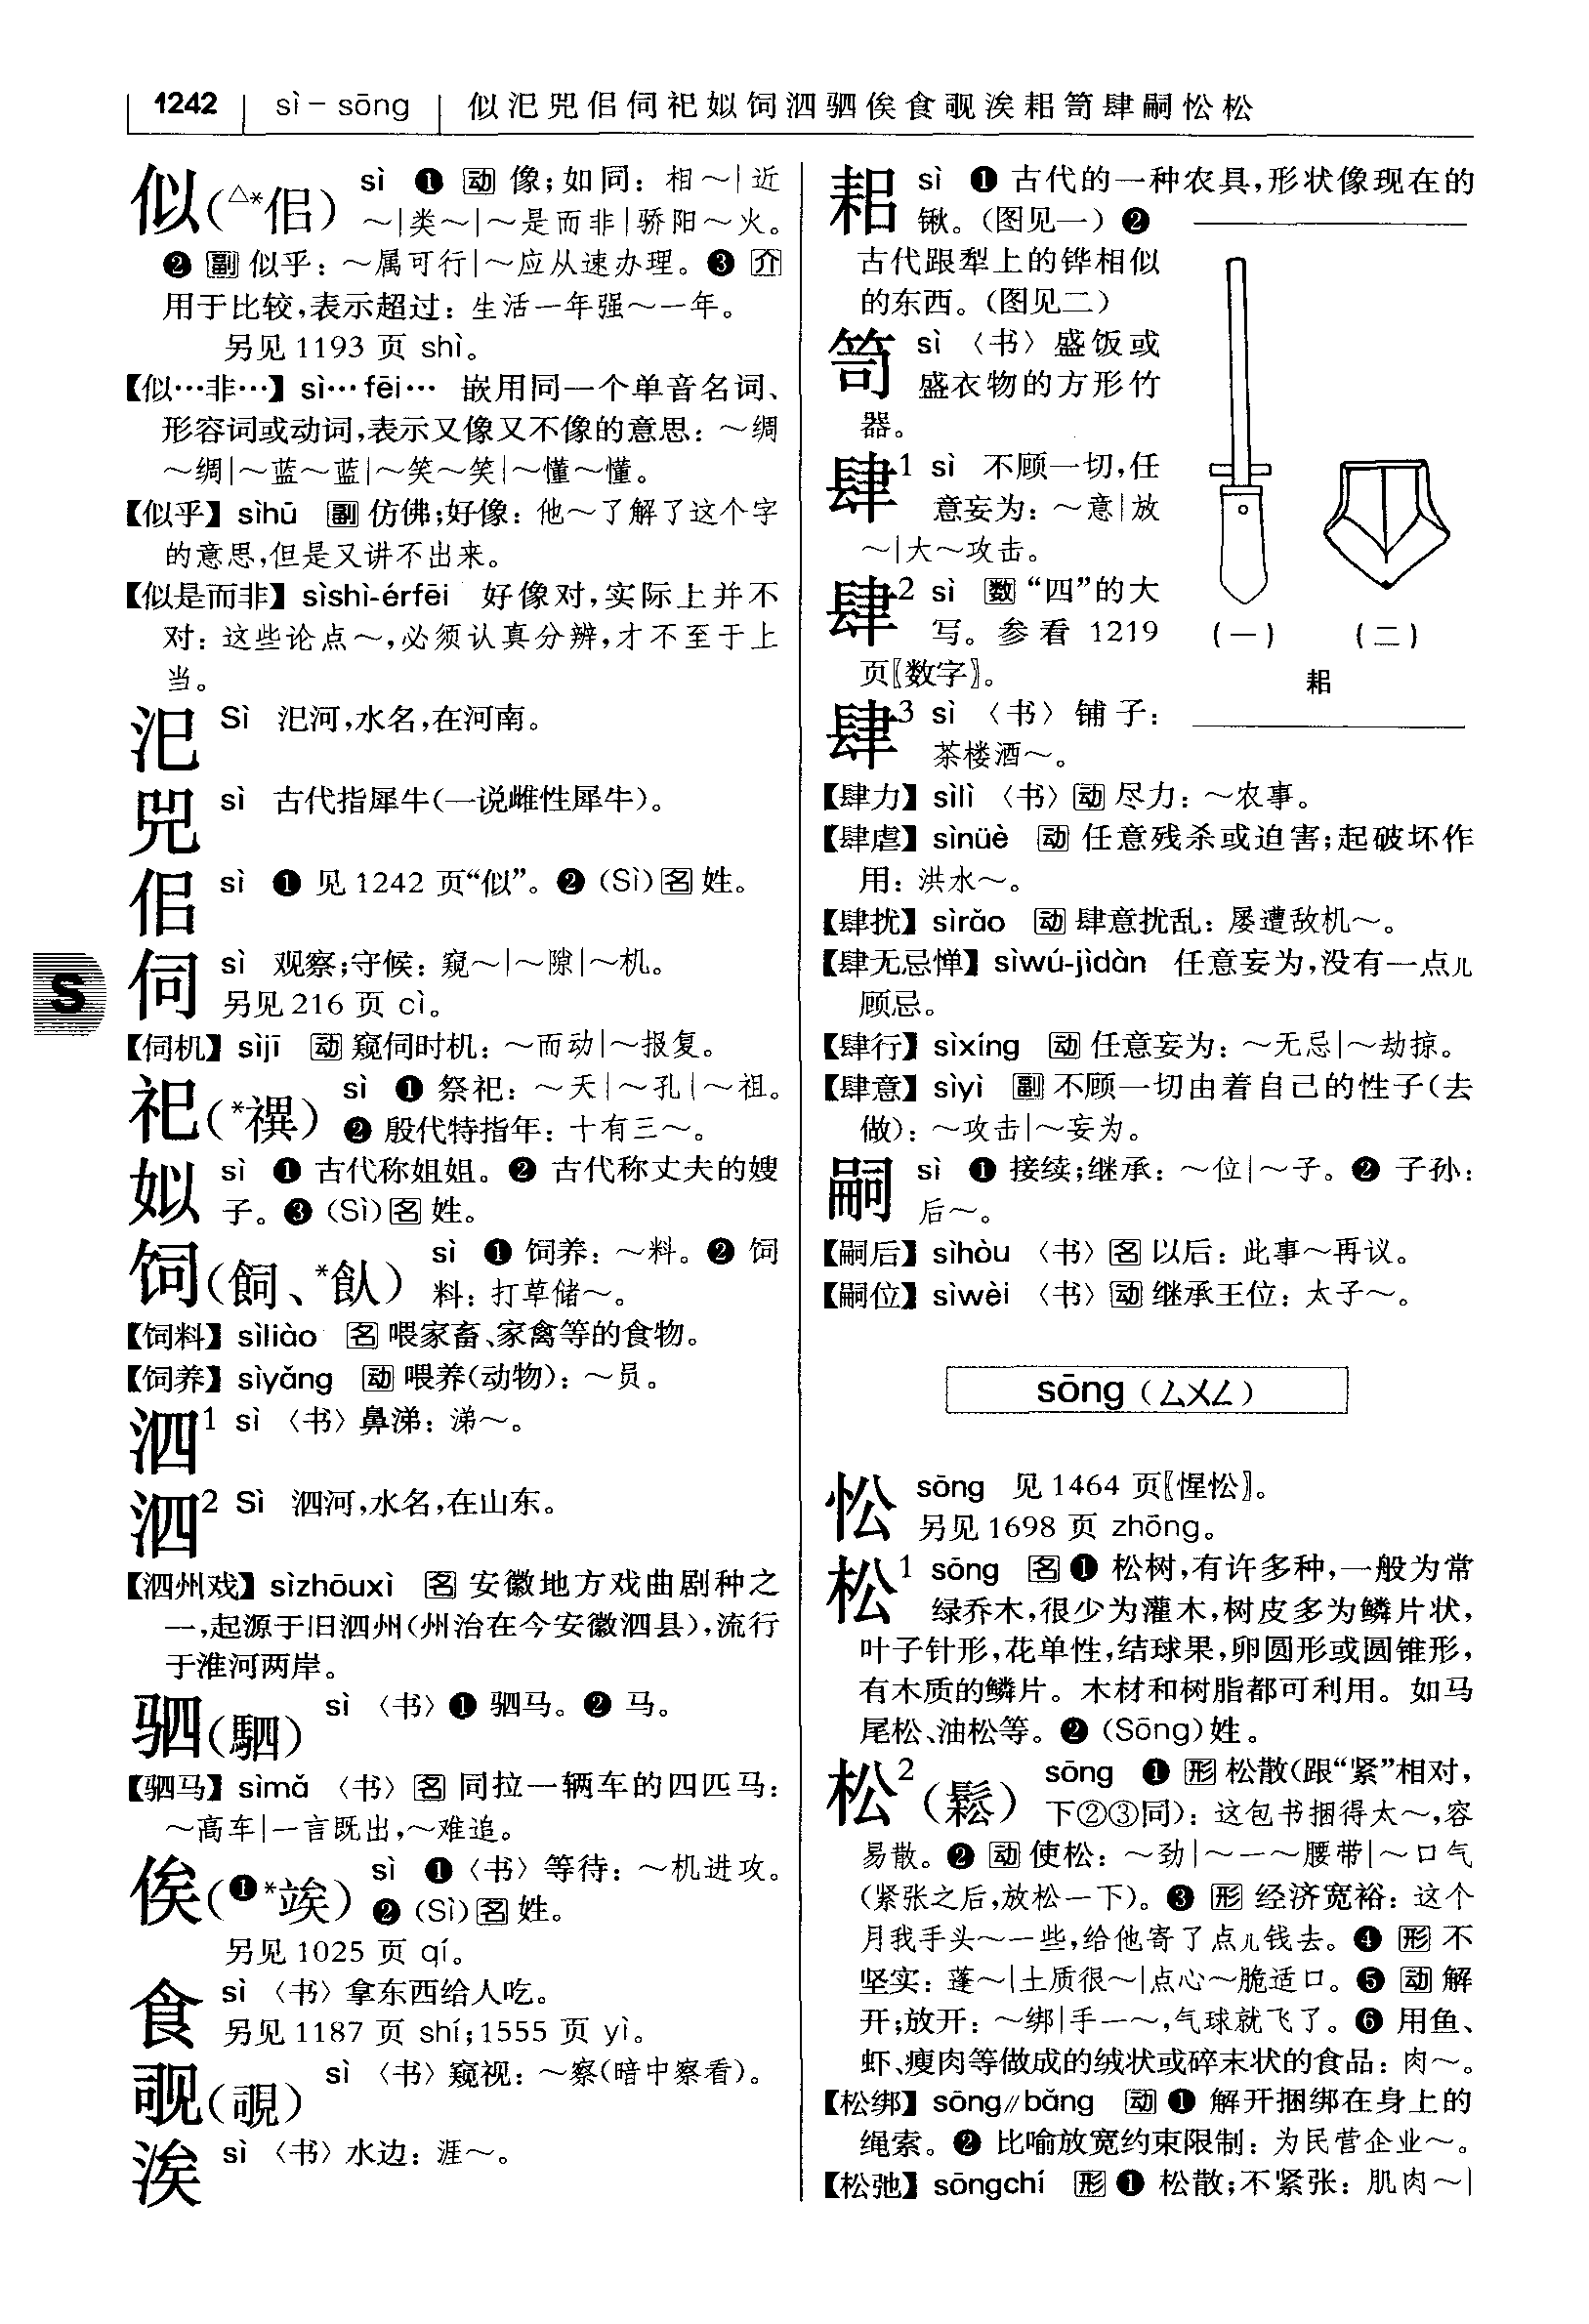 1242 sì－sōng 似汜兕佀伺祀姒饲泗驷俟食觋涘耜笥肆嗣忪松
似(△*佀) sì ❶ 动 像；如同：相～|近
～|类～|～是而非|骄阳～火。
❷ 副 似乎：～属可行|～应从速办理。❸ 介
用于比较，表示超过：生活一年强～一年。
另见1193 页 shì。
【似…非…】sì…fēi… 嵌用同一个单音名词、
形容词或动词，表示又像又不像的意思：～绸
～绸|～蓝～蓝|～笑～笑|～懂～懂。
【似乎】sìhū 副 仿佛；好像：他～了解了这个字
的意思，但是又讲不出来。
【似是而非】sìshì-érfēi 好像对，实际上并不
对：这些论点～，必须认真分辨，才不至于上
当。
汜 Sì 汜河，水名，在河南。
兕 sì 古代指犀牛（一说雌性犀牛）。
佀 sì ❶ 见1242 页“似”。❷ (Sì) 名 姓。
伺 sì 观察；守候：窥～|～隙|～机。
另见216 页 cì。
【伺机】sìjī 动 窥伺时机：～而动|～报复。
祀(*禩) sì ❶ 祭祀：～天|～孔|～祖。
❷ 殷代特指年：十有三～。
姒 sì ❶ 古代称姐姐。❷ 古代称丈夫的嫂
子。❸ (Sì) 名 姓。
饲(飼、*飤) sì ❶ 饲养：～料。❷ 饲
料：打草储～。
【饲料】sìliào 名 喂家畜、家禽等的食物。
【饲养】sìyǎng 动 喂养（动物）：～员。
泗1 sì 〈书〉鼻涕：涕～。
泗2 Sì 泗河，水名，在山东。
【泗州戏】sìzhōuxì 名 安徽地方戏曲剧种之
一，起源于旧泗州（州治在今安徽泗县），流行
于淮河两岸。
驷(駟) sì 〈书〉❶ 驷马。❷ 马。
【驷马】sìmǎ 〈书〉名 同拉一辆车的四匹马：
～高车|一言既出，～难追。
俟(❶*竢) sì ❶〈书〉等待：～机进攻。
❷ (Sì) 名 姓。
另见1025 页 qí。
食 sì 〈书〉拿东西给人吃。
另见1187 页 shí；1555 页 yì。
觋(覗) sì 〈书〉窥视：～察（暗中察看）。
涘 sì 〈书〉水边：涯～。
S
耜 sì ❶ 古代的一种农具，形状像现在的
锹。（图见一）❷
古代跟犁上的铧相似
的东西。（图见二）
笥 sì 〈书〉盛饭或
盛衣物的方形竹
器。
肆1 sì 不顾一切，任
意妄为：～意|放
～|大～攻击。
肆2 sì 数 “四”的大
写。参看 1219
页〖数字〗。
肆3 sì 〈书〉铺子：
茶楼酒～。
（一） （二）
耜
【肆力】sìlì 〈书〉动 尽力：～农事。
【肆虐】sìnüè 动 任意残杀或迫害；起破坏作
用：洪水～。
【肆扰】sìrǎo 动 肆意扰乱：屡遭敌机～。
【肆无忌惮】sìwú-jìdàn 任意妄为，没有一点儿
顾忌。
【肆行】sìxíng 动 任意妄为：～无忌|～劫掠。
【肆意】sìyì 副 不顾一切由着自己的性子（去
做）：～攻击|～妄为。
嗣 sì ❶ 接续；继承：～位|～子。❷ 子孙：
后～。
【嗣后】sìhòu 〈书〉名 以后：此事～再议。
【嗣位】sìwèi 〈书〉动 继承王位：太子～。
sōng（ㄙㄨㄥ）
忪 sōng 见1464 页〖惺忪〗。
另见1698 页 zhōng。
松1 sōng 名 ❶ 松树，有许多种，一般为常
绿乔木，很少为灌木，树皮多为鳞片状，
叶子针形，花单性，结球果，卵圆形或圆锥形，
有木质的鳞片。木材和树脂都可利用。如马
尾松、油松等。❷ (Sōng)姓。
松2(鬆) sōng ❶ 形 松散（跟“紧”相对，
下②③同）：这包书捆得太～，容
易散。❷ 动 使松：～劲|～一～腰带|～口气
（紧张之后，放松一下）。❸ 形 经济宽裕：这个
月我手头～一些，给他寄了点儿钱去。❹ 形 不
坚实：蓬～|土质很～|点心～脆适口。❺ 动 解
开；放开：～绑|手一～，气球就飞了。❻ 用鱼、
虾、瘦肉等做成的绒状或碎末状的食品：肉～。
【松绑】sōng∥bǎng 动 ❶ 解开捆绑在身上的
绳索。❷ 比喻放宽约束限制：为民营企业～。
【松弛】sōngchí 形 ❶ 松散；不紧张：肌肉～|